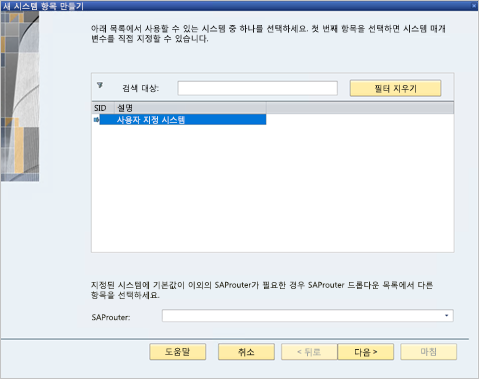 새 시스템 항목 만들기
아래 목록에서 사용할 수 있는 시스템 중 하나를 선택하세요. 첫 번째 항목을 선택하면 시스템 매개
변수를 직접 지정할 수 있습니다.
검색 대상:
필터 지우기
SID 설명
사용자 지정 시스템
지정된 시스템에 기본값이 이외의 SAProuter가 필요한 경우 SAProuter 드롭다운 목록에서 다른
항목을 선택하세요.
SAProuter:
도움말 취소 < 뒤로 다음 > 마침